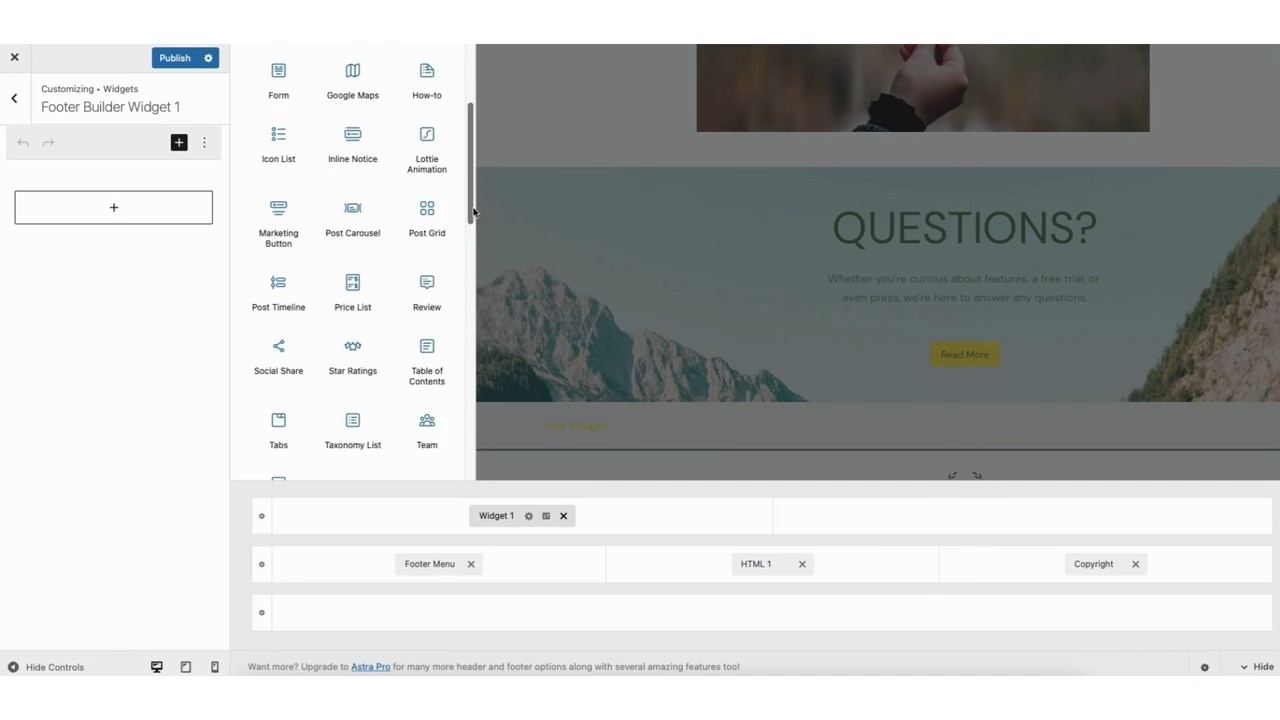 Publish
Customizing • Widgets
Footer Builder Widget 1
Form
Google Maps
How-to
Icon List
Inline Notice
Lottie
Animation
Marketing
Button
Post Carousel
Post Grid
Post Timeline
Price List
Review
Social Share
Star Ratings
Table of
Contents
Tabs
Taxonomy List
Team
QUESTIONS?
Whether you're curious about features, a free trial, or
even press, we're here to answer any questions.
Read More
Add Widget
Widget 1
Footer Menu
HTML 1
Copyright
Hide Controls
Want more? Upgrade to Astra Pro for many more header and footer options along with several amazing features too!
Hide